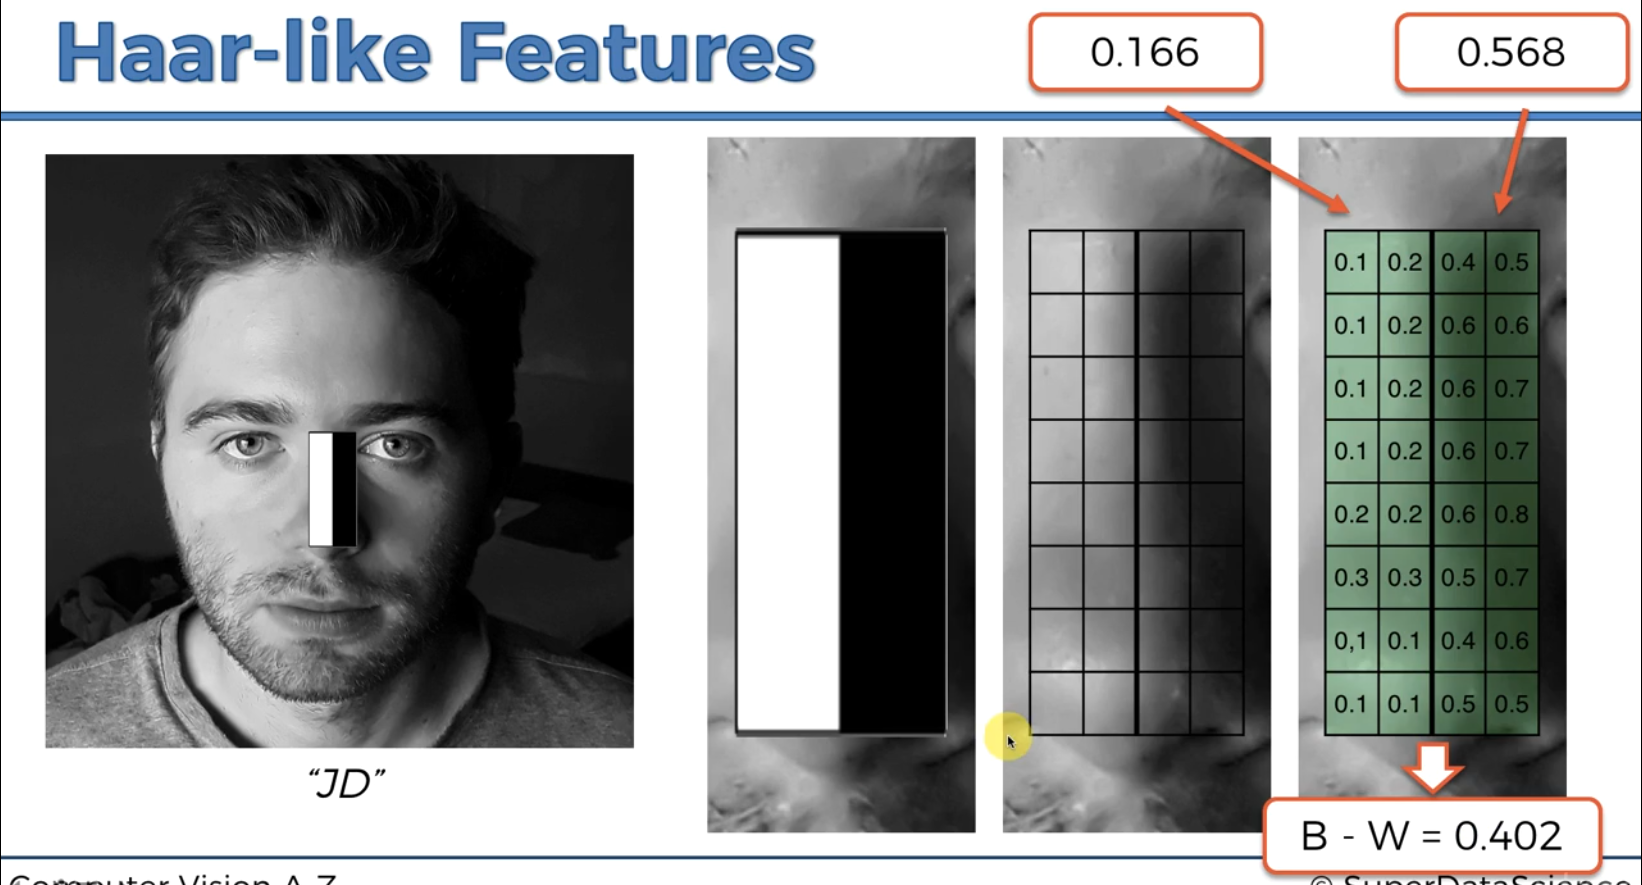 Haar-like Features
0.166
0.568
0.1 0.2 0.4 0.5
0.1 0.2 0.6 0.6
0.1 0.2 0.6 0.7
0.1 0.2 0.6 0.7
0.2 0.2 0.6 0.8
0.3 0.3 0.5 0.7
0,1 0.1 0.4 0.6
0.1 0.1 0.5 0.5
“JD”
B - W = 0.402
Computer Vision A-Z
© SuperDataScience